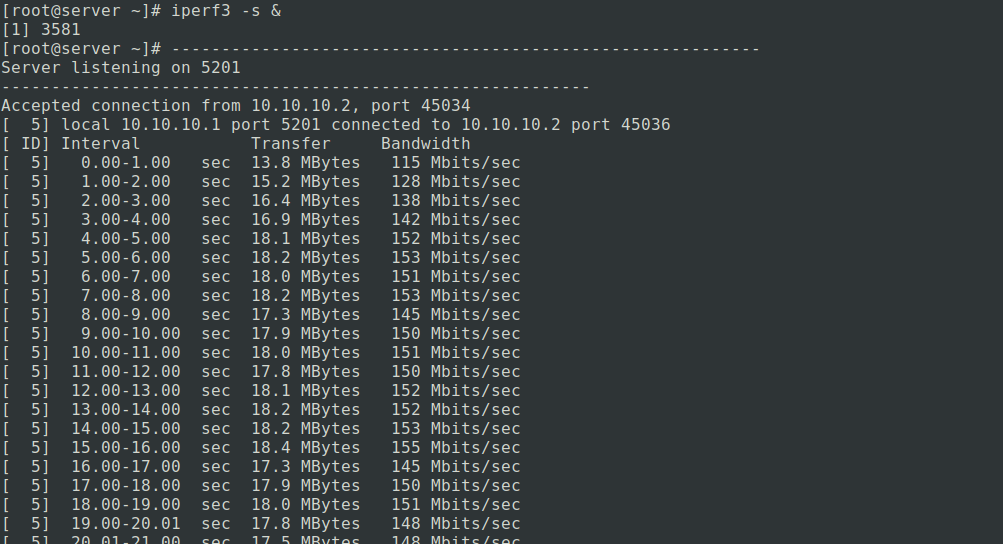 [root@server ~]# iperf3 -s &
[1] 3581
[root@server ~]# -----------------------------------------------------------
Server listening on 5201
-----------------------------------------------------------
Accepted connection from 10.10.10.2, port 45034
[  5] local 10.10.10.1 port 5201 connected to 10.10.10.2 port 45036
[ ID] Interval           Transfer     Bandwidth
[  5]   0.00-1.00   sec  13.8 MBytes   115 Mbits/sec
[  5]   1.00-2.00   sec  15.2 MBytes   128 Mbits/sec
[  5]   2.00-3.00   sec  16.4 MBytes   138 Mbits/sec
[  5]   3.00-4.00   sec  16.9 MBytes   142 Mbits/sec
[  5]   4.00-5.00   sec  18.1 MBytes   152 Mbits/sec
[  5]   5.00-6.00   sec  18.2 MBytes   153 Mbits/sec
[  5]   6.00-7.00   sec  18.0 MBytes   151 Mbits/sec
[  5]   7.00-8.00   sec  18.2 MBytes   153 Mbits/sec
[  5]   8.00-9.00   sec  17.3 MBytes   145 Mbits/sec
[  5]   9.00-10.00  sec  17.9 MBytes   150 Mbits/sec
[  5]  10.00-11.00  sec  18.0 MBytes   151 Mbits/sec
[  5]  11.00-12.00  sec  17.8 MBytes   150 Mbits/sec
[  5]  12.00-13.00  sec  18.1 MBytes   152 Mbits/sec
[  5]  13.00-14.00  sec  18.2 MBytes   152 Mbits/sec
[  5]  14.00-15.00  sec  18.2 MBytes   153 Mbits/sec
[  5]  15.00-16.00  sec  18.4 MBytes   155 Mbits/sec
[  5]  16.00-17.00  sec  17.3 MBytes   145 Mbits/sec
[  5]  17.00-18.00  sec  17.9 MBytes   150 Mbits/sec
[  5]  18.00-19.00  sec  18.0 MBytes   151 Mbits/sec
[  5]  19.00-20.01  sec  17.8 MBytes   148 Mbits/sec
[  5]  20.01-21.00  sec  17.5 MBytes   148 Mbits/sec